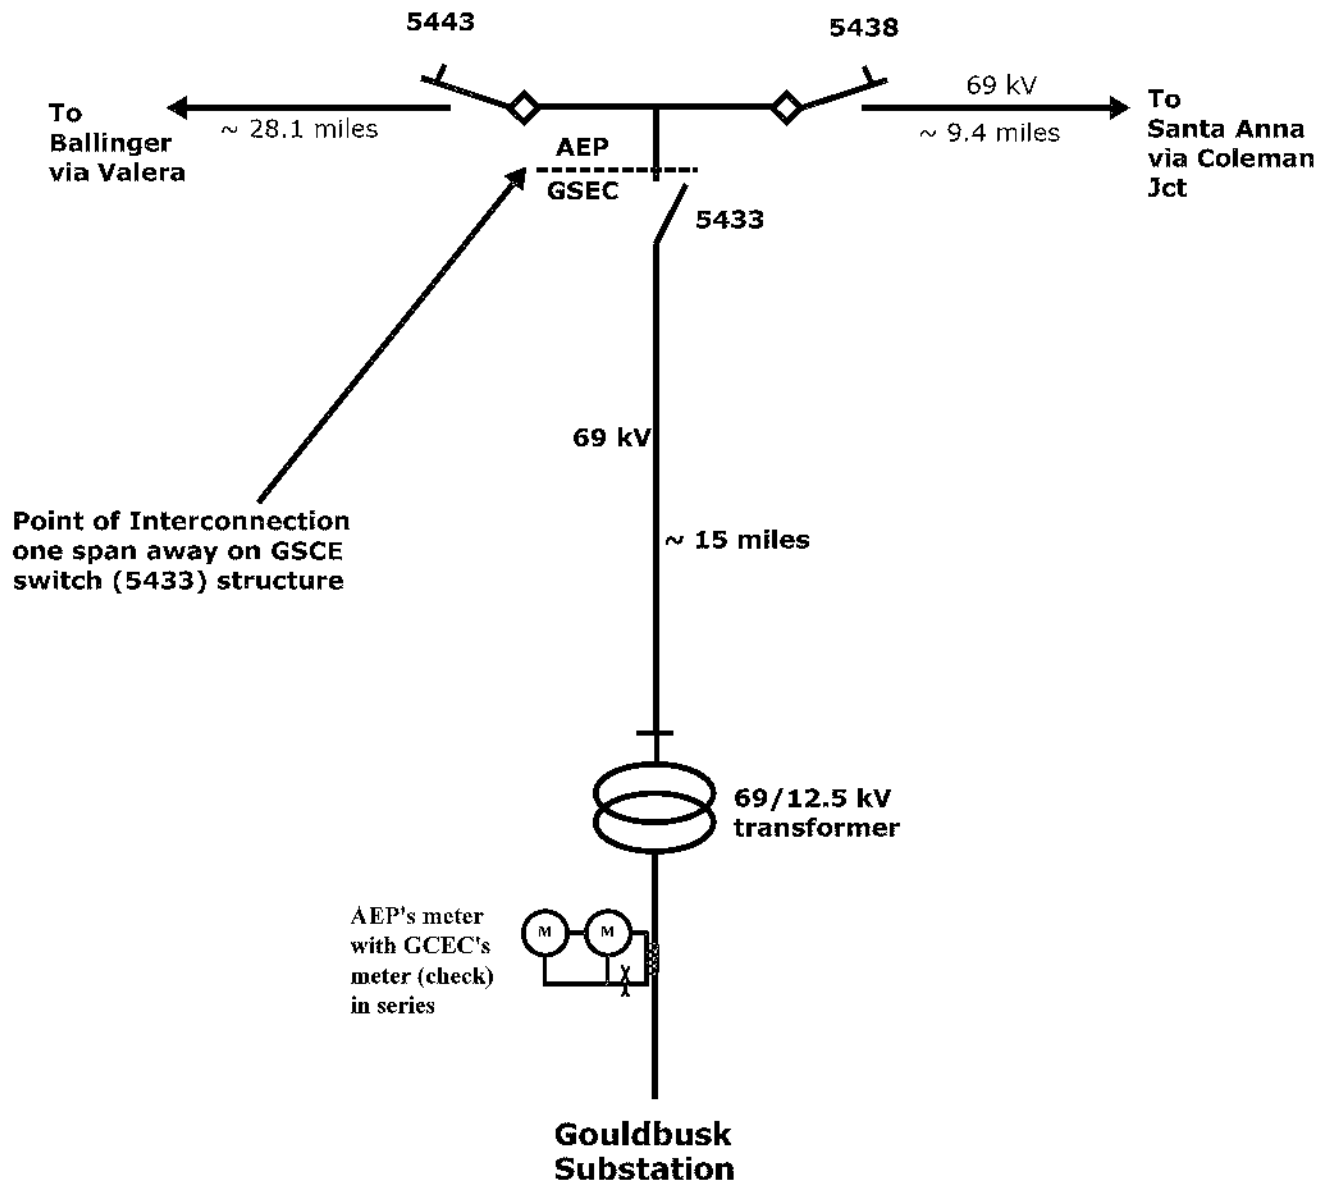 5443
5438
To
Ballinger
via Valera
~ 28.1 miles
69 kV
~ 9.4 miles
To
Santa Anna
via Coleman
Jct
AEP
GSEC
5433
69 kV
~ 15 miles
Point of Interconnection
one span away on GSCE
switch (5433) structure
69/12.5 kV
transformer
AEP's meter
with GCEC's
meter (check)
in series
M
M
Gouldbusk
Substation